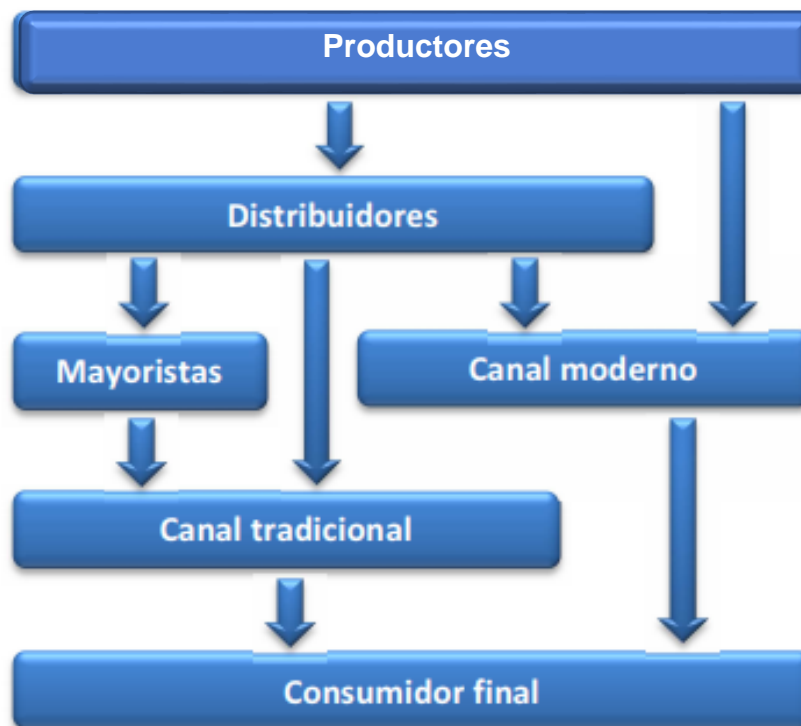 Productores
Distribuidores
Mayoristas
Canal moderno
Canal tradicional
Consumidor final